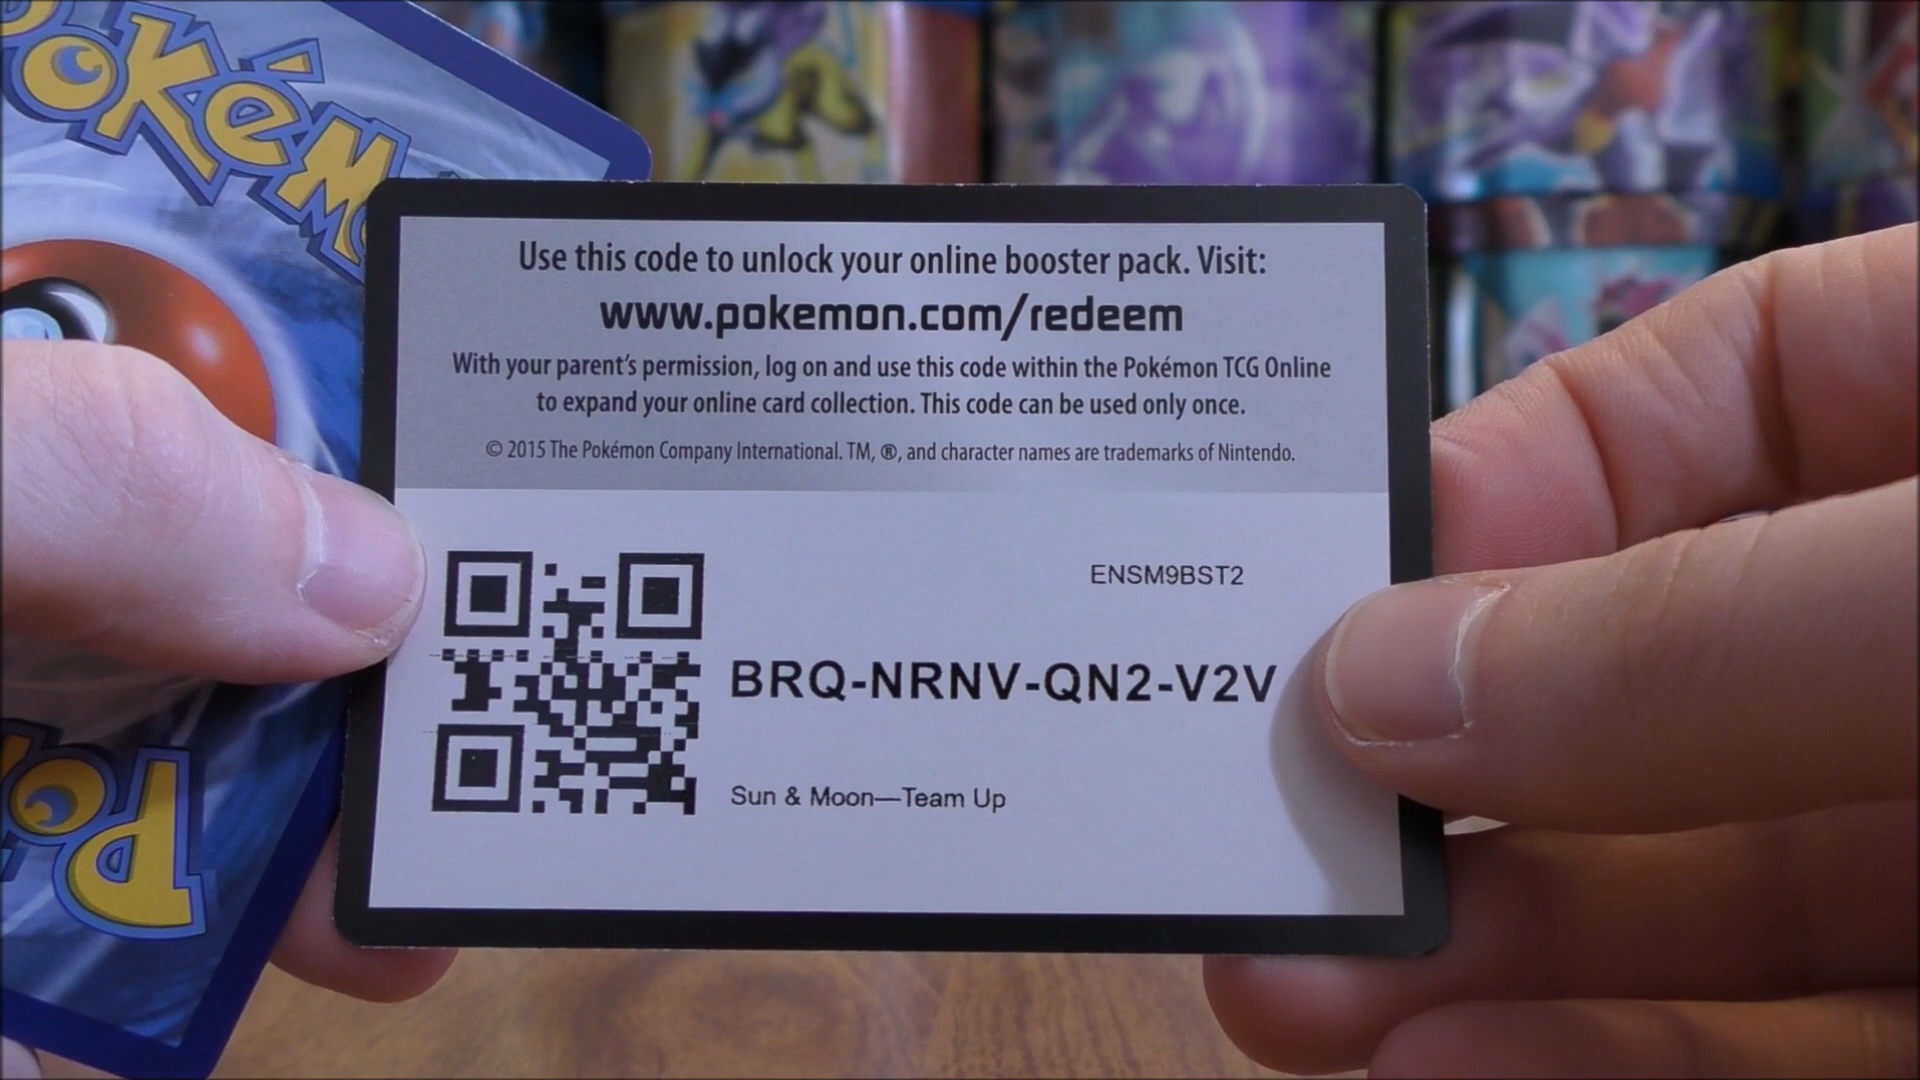 Pokém
Use this code to unlock your online booster pack. Visit:
www.pokemon.com/redeem
With your parent's permission, log on and use this code within the Pokémon TCG Online
to expand your online card collection. This code can be used only once.
© 2015 The Pokémon Company International. TM, ®, and character names are trademarks of Nintendo.
ENSM9BST2
BRQ-NRNV-QN2-V2V
Sun & Moon—Team Up
Po